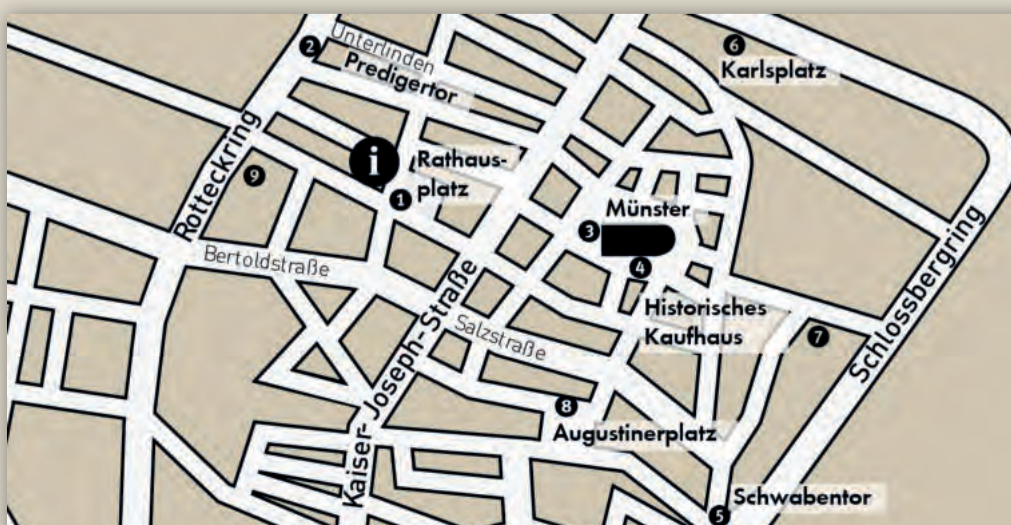 2
Unterlinden
Predigertor
6
Karlsplatz
Rotteckring
i
Rathaus-
platz
9
1
Münster
3
4
Bertoldstraße
Historisches
Kaufhaus
Kaiser-Joseph-Straße
Salzstraße
7
Schlossbergring
8
Augustinerplatz
Schwabentor
5